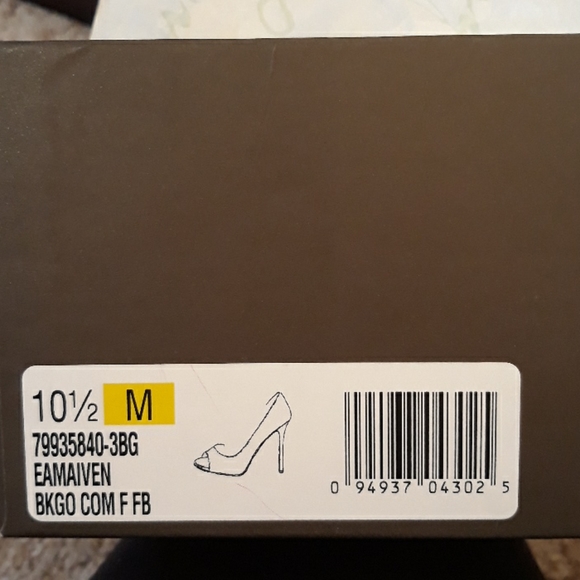 10½ M
79935840-3BG
EAMAIVEN
BKGO COM F FB
0 94937 04302 5